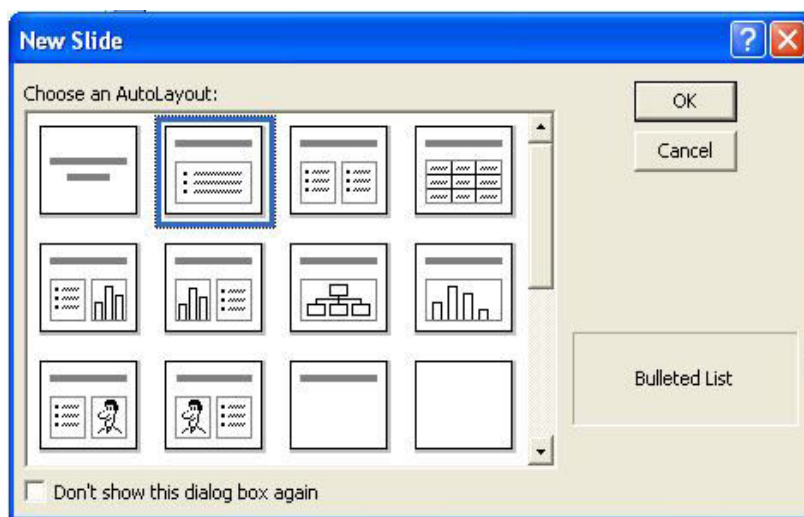 New Slide
Choose an AutoLayout:
OK
Cancel
Bulleted List
Don't show this dialog box again